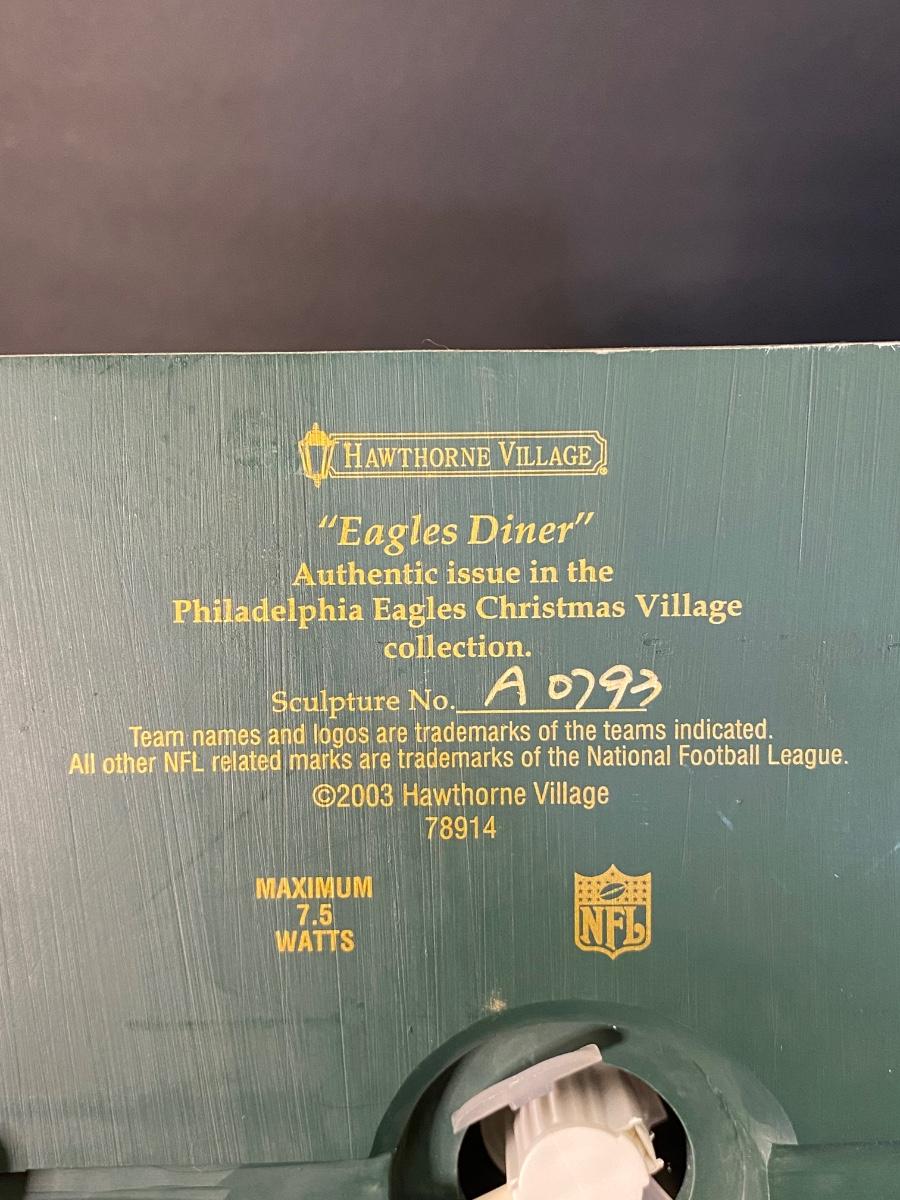 HAWTHORNE VILLAGE
"Eagles Diner"
Authentic issue in the
Philadelphia Eagles Christmas Village
collection.
Sculpture No. A 0793
Team names and logos are trademarks of the teams indicated.
All other NFL related marks are trademarks of the National Football League.
©2003 Hawthorne Village
78914
MAXIMUM
7.5
WATTS
NFL